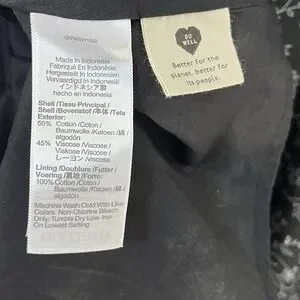 Made In Indonesia
Fabriqué En Indonésie
Hergestellt In Indonesien
Vervaardigd In Indonesië
インドネシア製
hecho en Indonesia
Shell /Tissu Principal /
Shell /Bovenstof /本体 /Tela
Exterior:
55% Cotton /Coton /
Baumwolle /Katoen /綿 /
algodón
45% Viscose /Viscose /
Viskose /Viscose /
レーヨン /Viscosa
Lining /Doublure /Futter /
Voering /裏地 /Forro:
100% Cotton /Coton /
Baumwolle /Katoen /綿 /
algodón
Machine Wash Cold With Like
Colors: Non-Chlorine Bleach
Only: Tumble Dry Low Iron
On Lowest Setting
DO
WELL
Better for the
planet, better for
its people.